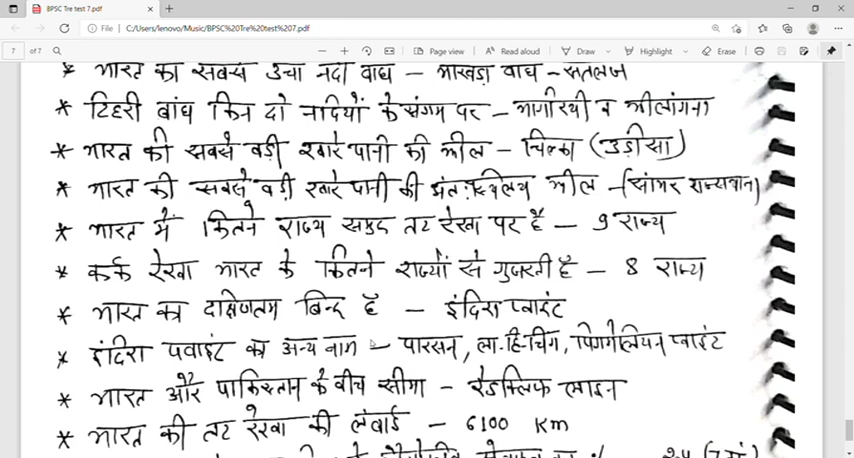 BPSC Tre test 7.pdf
File | C:/Users/lenovo/Music/BPSC%20Tre%20test%207.pdf
7 of 7 Page view Read aloud Draw Highlight Erase
* भारत का सबसे ऊंचा नदी बांध – भाखड़ा बांध – सतलज
* टिहरी बांध किन दो नदियों के संगम पर – भागीरथी व भीलांगना
* भारत की सबसे बड़ी खारे पानी की झील – चिल्का (उड़ीसा)
* भारत की सबसे बड़ी खारे पानी की अंत:स्थलिय झील – (सांभर राजस्थान)
* भारत में कितने राज्य समुद्र तट रेखा पर है – 9 राज्य
* कर्क रेखा भारत के कितने राज्यों से गुजरती है – 8 राज्य
* भारत का दक्षिणतम बिन्दु है – इंदिरा प्वाइंट
* इंदिरा पवाइंट का अन्य नाम – पारसन, ला-हि-चिंग, पिगमेलियन प्वाइंट
* भारत और पाकिस्तान के बीच सीमा – रेडक्लिफ लाइन
* भारत की तट रेखा की लंबाई – 6100 KM